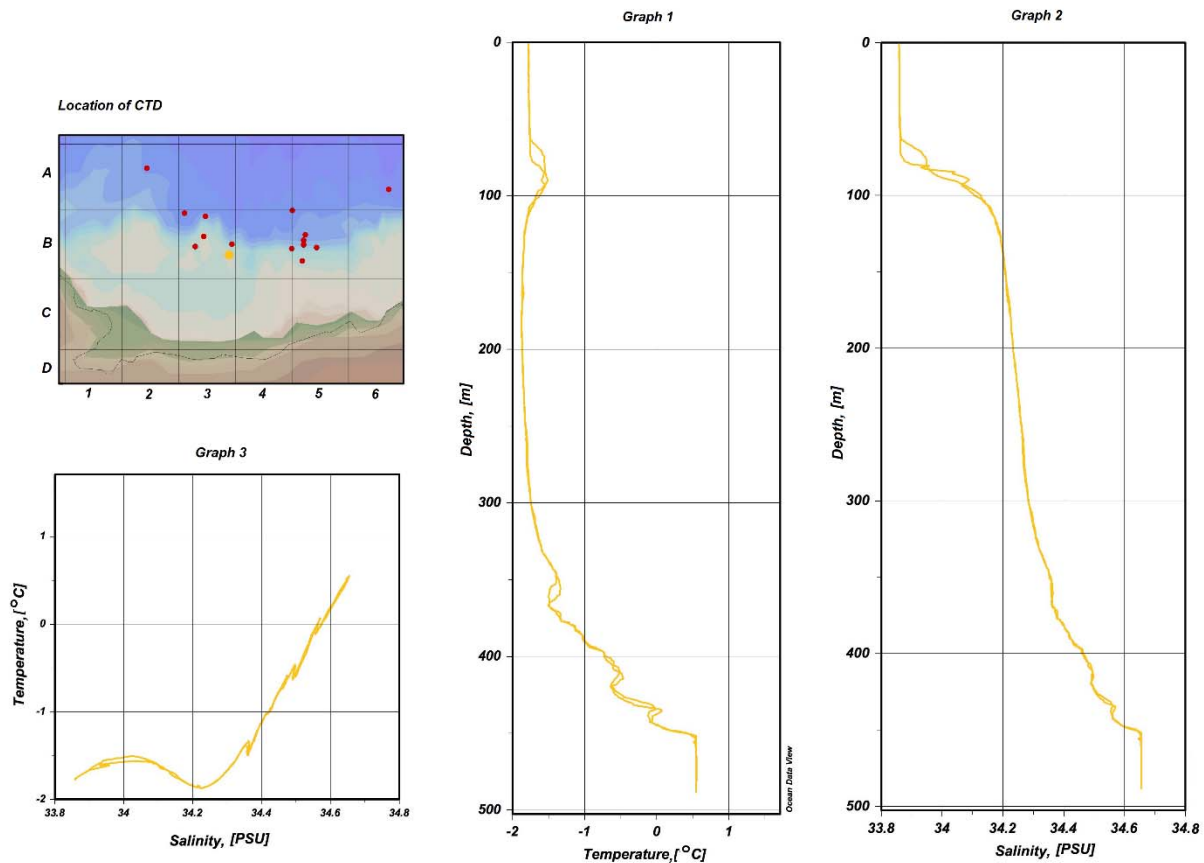 Location of CTD
A
B
C
D
1 2 3 4 5 6
Graph 1
0
100
200
300
400
500
Depth, [m]
-2 -1 0 1
Temperature,[°C]
Ocean Data View
Graph 2
0
100
200
300
400
500
Depth, [m]
33.8 34 34.2 34.4 34.6 34.8
Salinity, [PSU]
Graph 3
1
0
-1
-2
Temperature,[°C]
33.8 34 34.2 34.4 34.6 34.8
Salinity, [PSU]